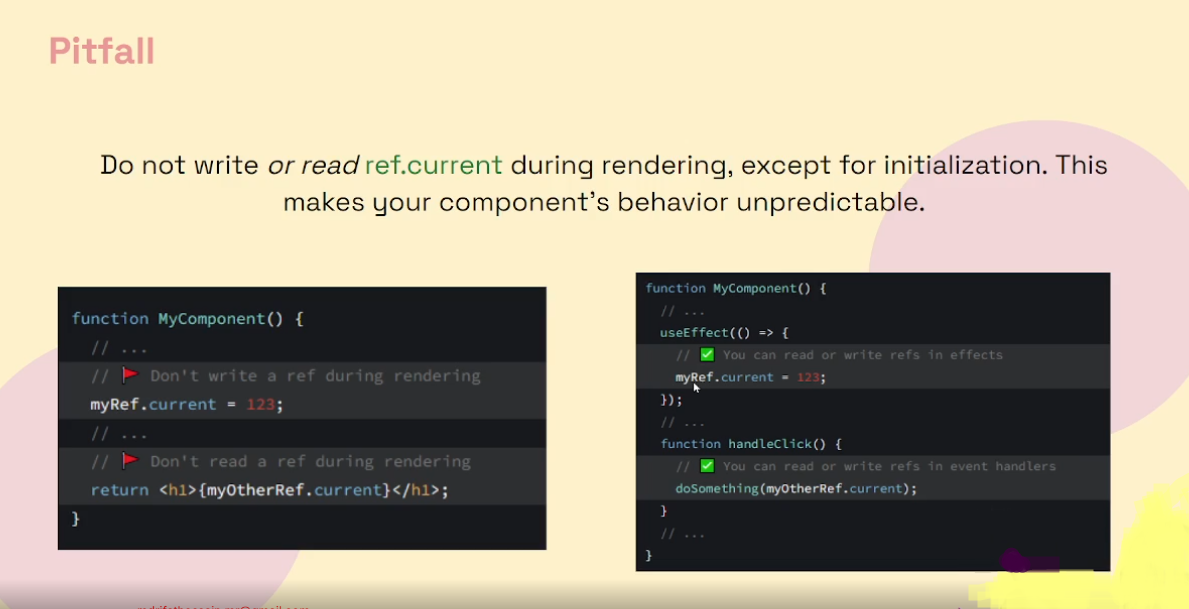 Pitfall
Do not write or read ref.current during rendering, except for initialization. This
makes your component's behavior unpredictable.
function MyComponent() {
// ...
// 🚩 Don't write a ref during rendering
myRef.current = 123;
// ...
// 🚩 Don't read a ref during rendering
return <h1>{myOtherRef.current}</h1>;
}
function MyComponent() {
// ...
useEffect(() => {
// ✅ You can read or write refs in effects
myRef.current = 123;
});
// ...
function handleClick() {
// ✅ You can read or write refs in event handlers
doSomething(myOtherRef.current);
}
// ...
}